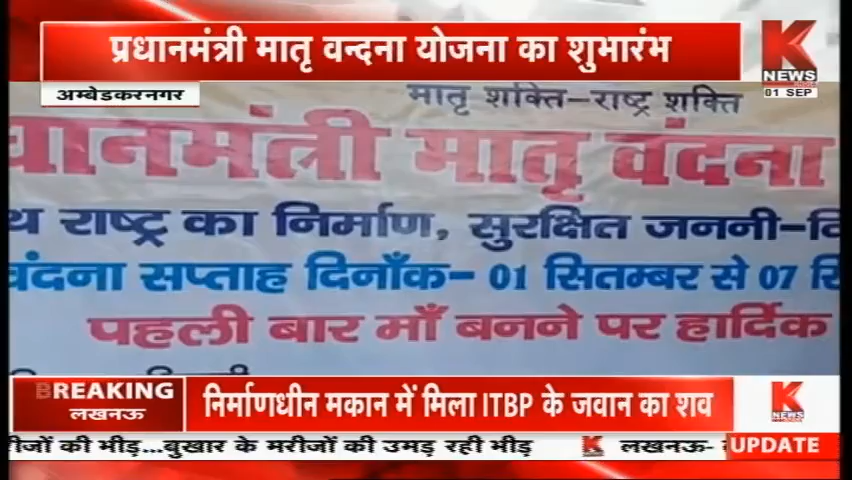 प्रधानमंत्री मातृ वन्दना योजना का शुभारंभ
K
NEWS
INDIA
01 SEP
अम्बेडकरनगर
मातृ शक्ति-राष्ट्र शक्ति
धानमंत्री मातृ वंदना
राष्ट्र का निर्माण, सुरक्षित जननी-
वंदना सप्ताह दिनाँक- 01 सितम्बर से 07
पहली बार माँ बनने पर हार्दिक
BREAKING
लखनऊ
निर्माणधीन मकान में मिला ITBP के जवान का शव
K
NEWS
रीजों की भीड़...बुखार के मरीजों की उमड़ रही भीड़
K
NEWS
लखनऊ-
UPDATE